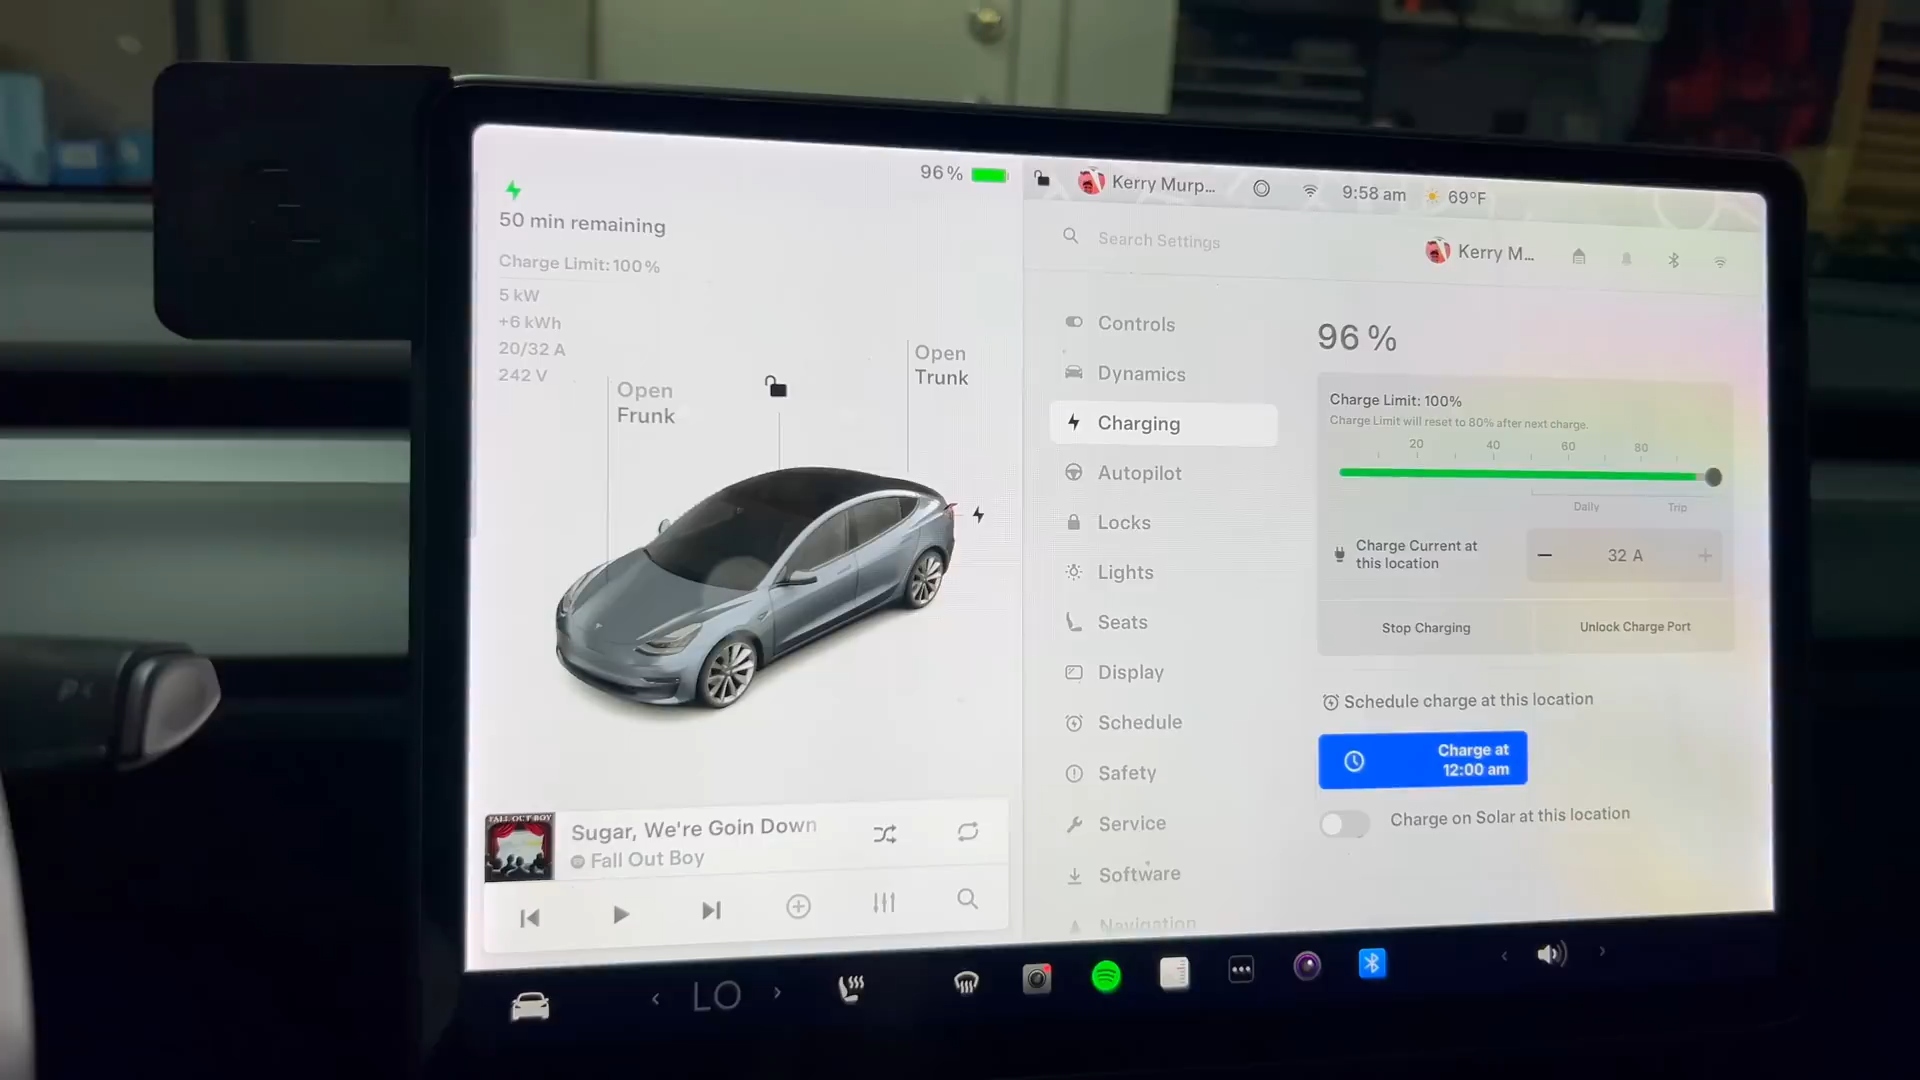 96%
50 min remaining
Charge Limit: 100%
5 kW
+6 kWh
20/32 A
242 V
Open
Frunk
Open
Trunk
FALL OUT BOY
Sugar, We're Goin Down
Fall Out Boy
LO
Kerry Murp...
9:58 am
69°F
Search Settings
Kerry M...
Controls
Dynamics
Charging
Autopilot
Locks
Lights
Seats
Display
Schedule
Safety
Service
Software
Navigation
96 %
Charge Limit: 100%
Charge Limit will reset to 80% after next charge.
20 40 60 80
Daily Trip
Charge Current at
this location
32 A
Stop Charging
Unlock Charge Port
Schedule charge at this location
Charge at
12:00 am
Charge on Solar at this location